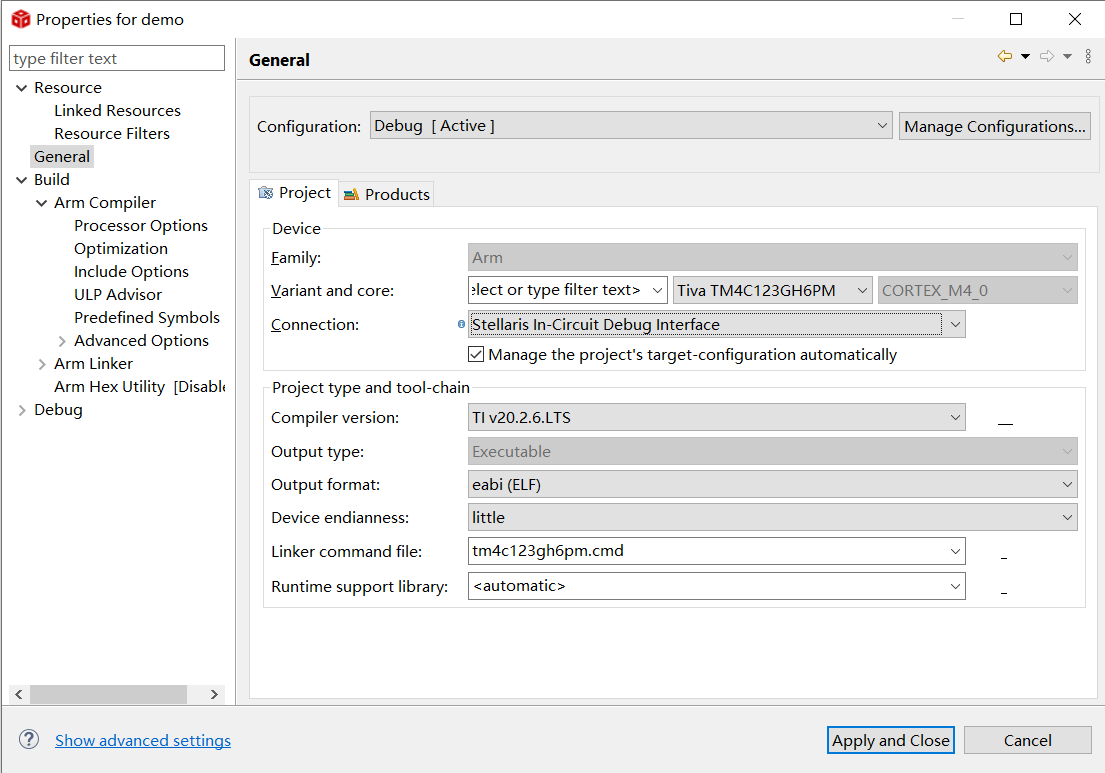 Properties for demo
type filter text
Resource
Linked Resources
Resource Filters
General
Build
Arm Compiler
Processor Options
Optimization
Include Options
ULP Advisor
Predefined Symbols
Advanced Options
Arm Linker
Arm Hex Utility [Disable
Debug
General
Configuration: Debug [ Active ] Manage Configurations...
Project Products
Device
Family: Arm
Variant and core: elect or type filter text> Tiva TM4C123GH6PM CORTEX_M4_0
Connection: Stellaris In-Circuit Debug Interface
Manage the project's target-configuration automatically
Project type and tool-chain
Compiler version: TI v20.2.6.LTS
Output type: Executable
Output format: eabi (ELF)
Device endianness: little
Linker command file: tm4c123gh6pm.cmd
Runtime support library: <automatic>
Show advanced settings
Apply and Close Cancel